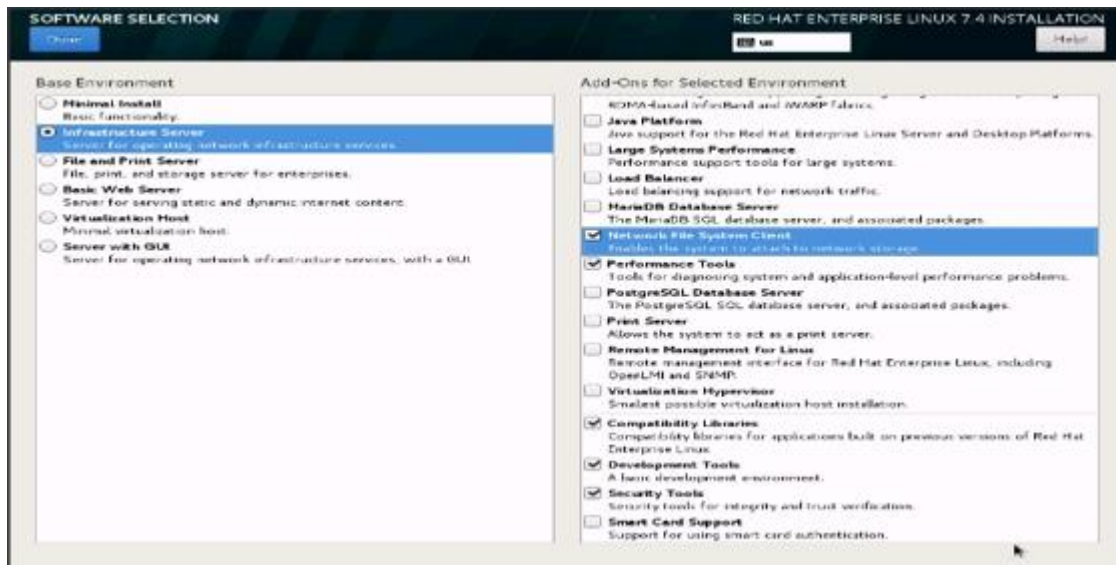 SOFTWARE SELECTION
RED HAT ENTERPRISE LINUX 7.4 INSTALLATION
Done
us
Help!
Base Environment
Minimal Install
Basic functionality.
Infrastructure Server
Server for operating network infrastructure services.
File and Print Server
File, print, and storage server for enterprises.
Basic Web Server
Server for serving static and dynamic internet content.
Virtualization Host
Minimal virtualization host.
Server with GUI
Server for operating network infrastructure services, with a GUI.
Add-Ons for Selected Environment
RDMA-based InfiniBand and iWARP fabrics.
Java Platform
Java support for the Red Hat Enterprise Linux Server and Desktop Platforms.
Large Systems Performance
Performance support tools for large systems.
Load Balancer
Load balancing support for network traffic.
MariaDB Database Server
The MariaDB SQL database server, and associated packages.
Network File System Client
Enables the system to attach to network storage.
Performance Tools
Tools for diagnosing system and application-level performance problems.
PostgreSQL Database Server
The PostgreSQL SQL database server, and associated packages.
Print Server
Allows the system to act as a print server.
Remote Management for Linux
Remote management interface for Red Hat Enterprise Linux, including
OpenLMI and SNMP.
Virtualization Hypervisor
Smallest possible virtualization host installation.
Compatibility Libraries
Compatibility libraries for applications built on previous versions of Red Hat
Enterprise Linux.
Development Tools
A basic development environment.
Security Tools
Security tools for integrity and trust verification.
Smart Card Support
Support for using smart card authentication.